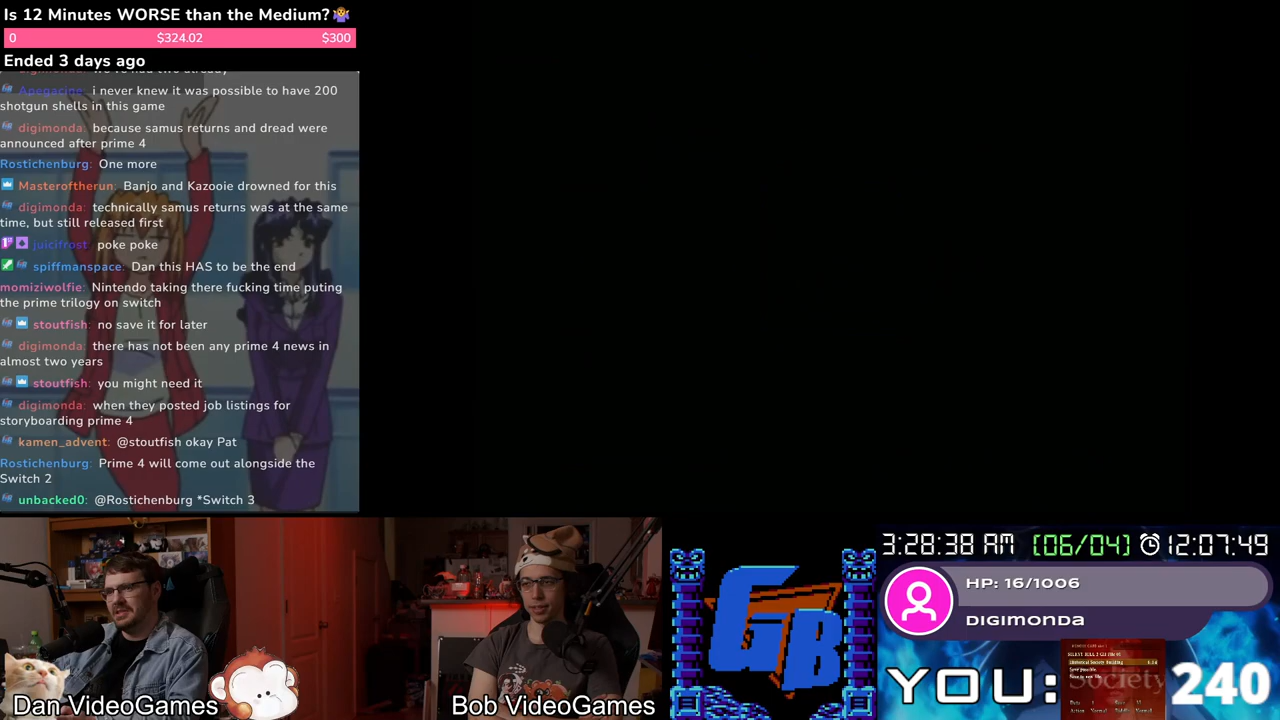 Is 12 Minutes WORSE than the Medium?🤷‍♀️
0 $324.02 $300
Ended 3 days ago
digimonda: we've had two already
Apegacine: i never knew it was possible to have 200
shotgun shells in this game
digimonda: because samus returns and dread were
announced after prime 4
Rostichenburg: One more
Masteroftherun: Banjo and Kazooie drowned for this
digimonda: technically samus returns was at the same
time, but still released first
juicifrost: poke poke
spiffmanspace: Dan this HAS to be the end
momiziwolfie: Nintendo taking there fucking time puting
the prime trilogy on switch
stoutfish: no save it for later
digimonda: there has not been any prime 4 news in
almost two years
stoutfish: you might need it
digimonda: when they posted job listings for
storyboarding prime 4
kamen_advent: @stoutfish okay Pat
Rostichenburg: Prime 4 will come out alongside the
Switch 2
unbacked0: @Rostichenburg *Switch 3
Dan VideoGames
Bob VideoGames
GB
3:28:38 AM [06/04] 12:07:49
HP: 16/1006
DIGIMONDA
YOU:
Society
240